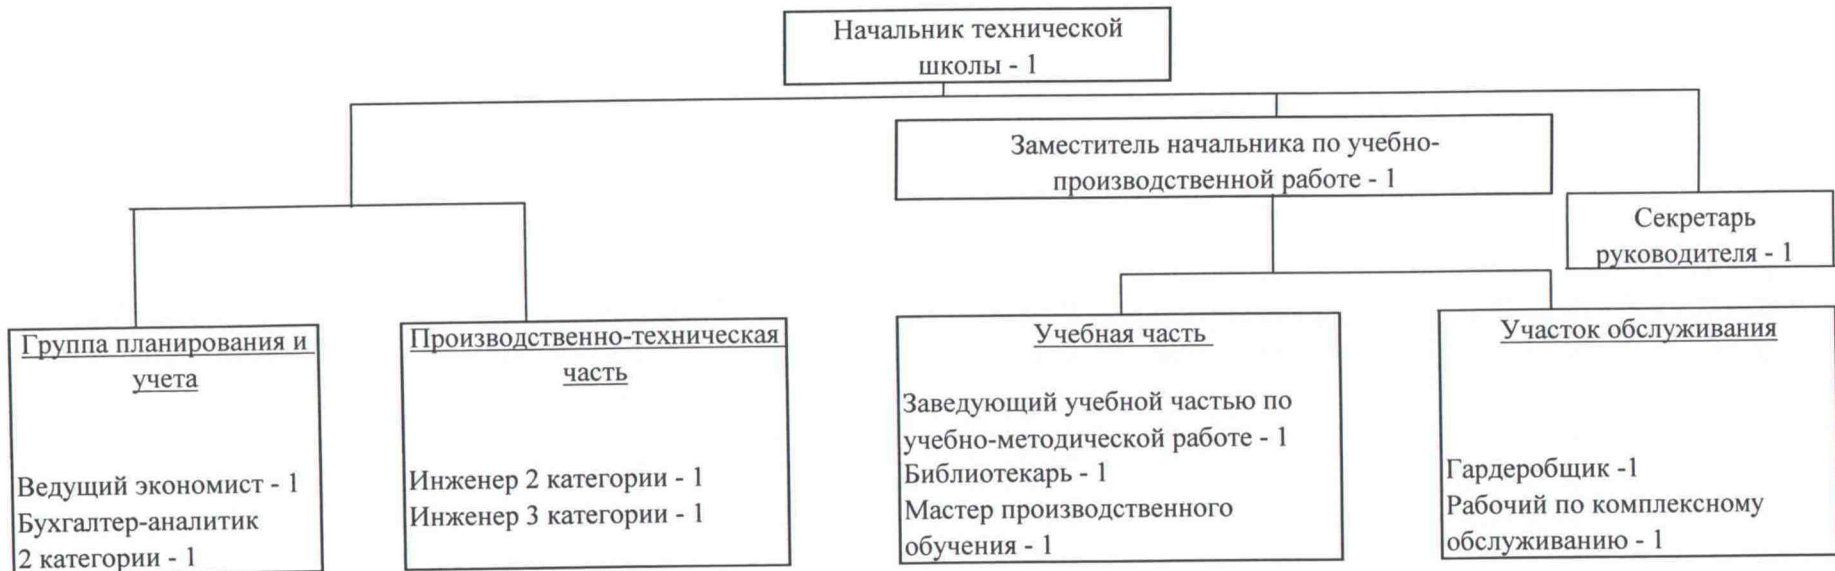 Начальник технической
школы - 1
Заместитель начальника по учебно-
производственной работе - 1
Секретарь
руководителя - 1
Группа планирования и
учета
Ведущий экономист - 1
Бухгалтер-аналитик
2 категории - 1
Производственно-техническая
часть
Инженер 2 категории - 1
Инженер 3 категории - 1
Учебная часть
Заведующий учебной частью по
учебно-методической работе - 1
Библиотекарь - 1
Мастер производственного
обучения - 1
Участок обслуживания
Гардеробщик -1
Рабочий по комплексному
обслуживанию - 1